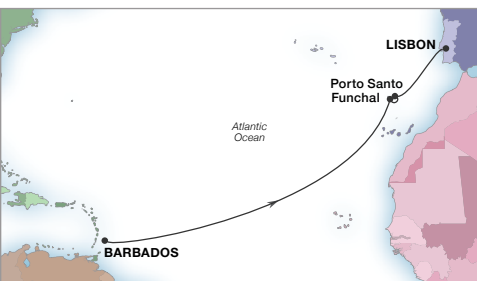 LISBON
Porto Santo
Funchal
Atlantic
Ocean
BARBADOS